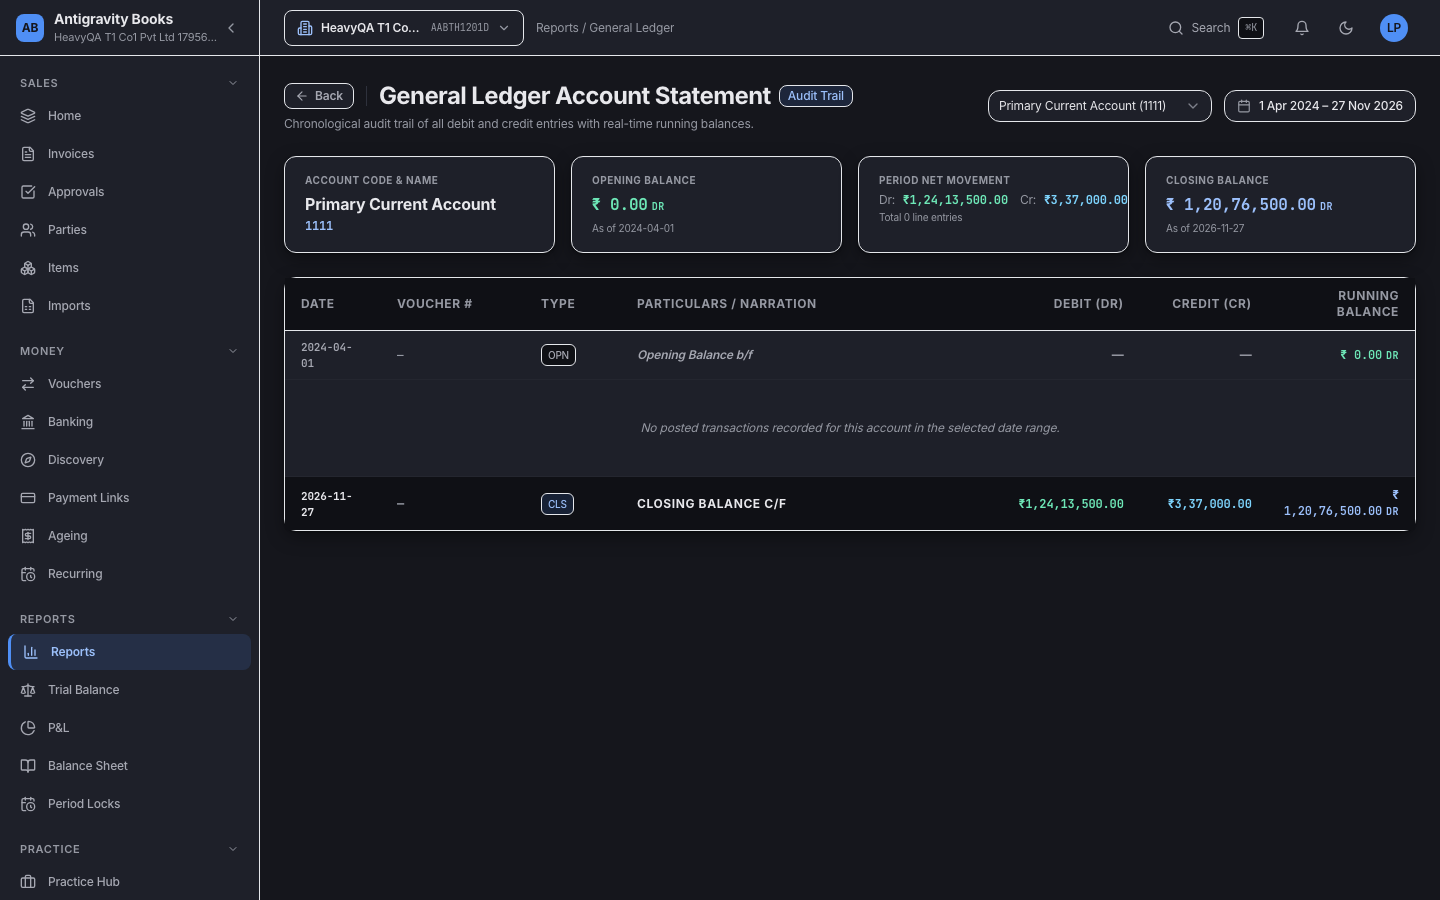 AB
Antigravity Books
HeavyQA T1 Co1 Pvt Ltd 17956...
HeavyQA T1 Co...
AABTH1201D
Reports / General Ledger
Search
⌘K
LP
SALES
Home
Invoices
Approvals
Parties
Items
Imports
MONEY
Vouchers
Banking
Discovery
Payment Links
Ageing
Recurring
REPORTS
Reports
Trial Balance
P&L
Balance Sheet
Period Locks
PRACTICE
Practice Hub
Back
General Ledger Account Statement
Audit Trail
Chronological audit trail of all debit and credit entries with real-time running balances.
Primary Current Account (1111)
1 Apr 2024 – 27 Nov 2026
ACCOUNT CODE & NAME
Primary Current Account
1111
OPENING BALANCE
₹ 0.00 DR
As of 2024-04-01
PERIOD NET MOVEMENT
Dr: ₹1,24,13,500.00 Cr: ₹3,37,000.00
Total 0 line entries
CLOSING BALANCE
₹ 1,20,76,500.00 DR
As of 2026-11-27
DATE VOUCHER # TYPE PARTICULARS / NARRATION DEBIT (DR) CREDIT (CR) RUNNING
BALANCE
2024-04-
01
– OPN Opening Balance b/f — — ₹ 0.00 DR
No posted transactions recorded for this account in the selected date range.
2026-11-
27
– CLS CLOSING BALANCE C/F ₹1,24,13,500.00 ₹3,37,000.00 ₹
1,20,76,500.00 DR